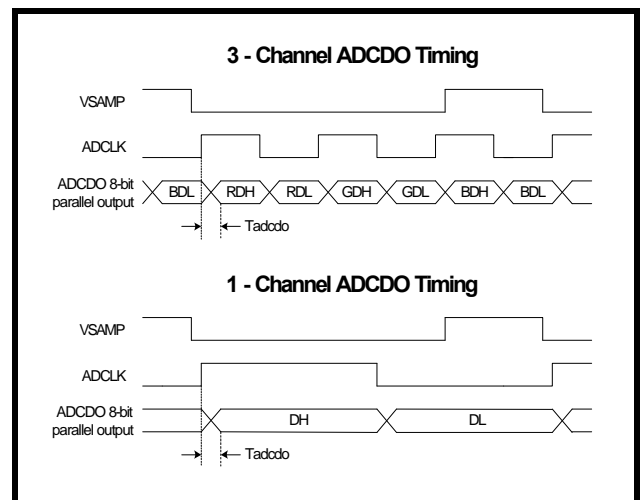 3 - Channel ADCDO Timing
VSAMP
ADCLK
ADCDO 8-bit
parallel output
BDL RDH RDL GDH GDL BDH BDL
Tadcdo
1 - Channel ADCDO Timing
VSAMP
ADCLK
ADCDO 8-bit
parallel output
DH DL
Tadcdo